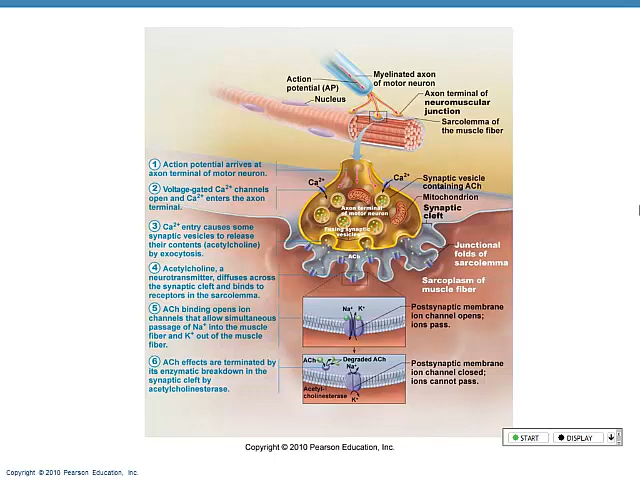 Action
potential (AP)
Myelinated axon
of motor neuron
Nucleus
Axon terminal of
neuromuscular
junction
Sarcolemma of
the muscle fiber
1 Action potential arrives at
axon terminal of motor neuron.
2 Voltage-gated Ca2+ channels
open and Ca2+ enters the axon
terminal.
3 Ca2+ entry causes some
synaptic vesicles to release
their contents (acetylcholine)
by exocytosis.
4 Acetylcholine, a
neurotransmitter, diffuses across
the synaptic cleft and binds to
receptors in the sarcolemma.
5 ACh binding opens ion
channels that allow simultaneous
passage of Na+ into the muscle
fiber and K+ out of the muscle
fiber.
6 ACh effects are terminated by
its enzymatic breakdown in the
synaptic cleft by
acetylcholinesterase.
Ca2+
Ca2+
Synaptic vesicle
containing ACh
Mitochondrion
Synaptic
cleft
Axon terminal
of motor neuron
Fusing synaptic
vesicles
ACh
Junctional
folds of
sarcolemma
Sarcoplasm of
muscle fiber
Na+ K+
Postsynaptic membrane
ion channel opens;
ions pass.
ACh
Degraded ACh
Na+
Acetyl-
cholinesterase
K+
Postsynaptic membrane
ion channel closed;
ions cannot pass.
START
DISPLAY
Copyright © 2010 Pearson Education, Inc.
Copyright © 2010 Pearson Education, Inc.